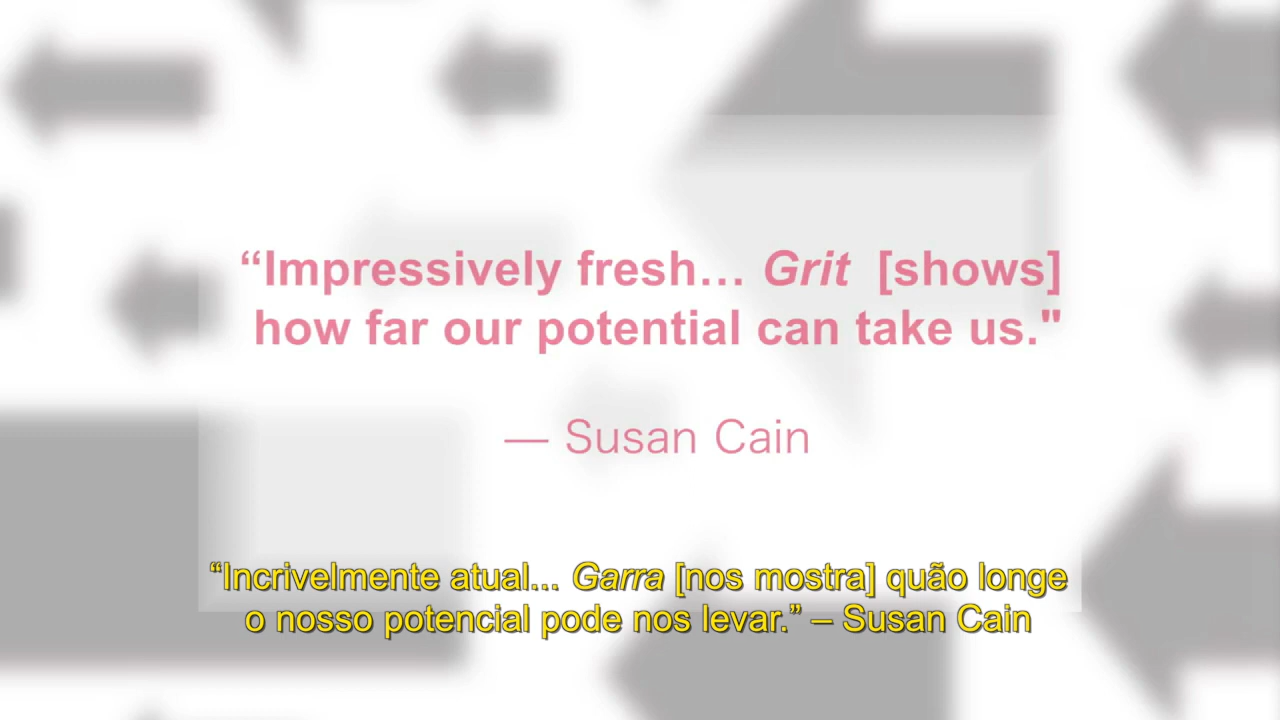 “Impressively fresh… Grit [shows]
how far our potential can take us."
— Susan Cain
“Incrivelmente atual... Garra [nos mostra] quão longe
o nosso potencial pode nos levar.” – Susan Cain